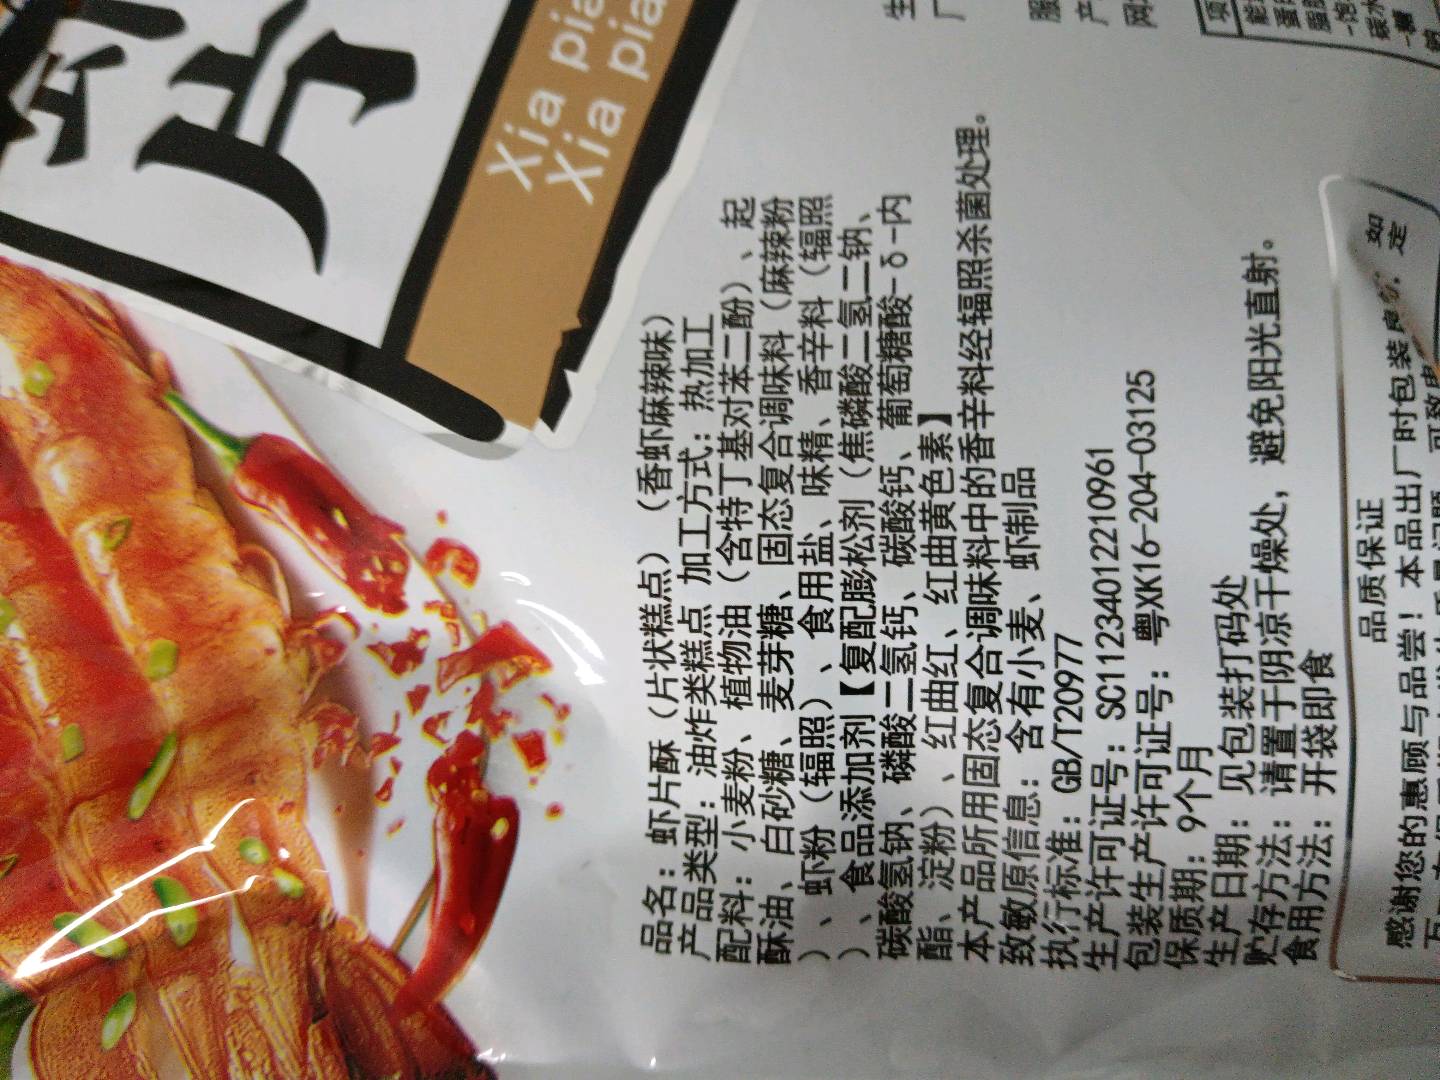 片
Xia pia
Xia pia
品名：虾片酥（片状糕点）（香虾麻辣味）
产品类型：油炸类糕点 加工方式：热加工
配料：小麦粉、植物油（含特丁基对苯二酚）、起
酥油、白砂糖、麦芽糖、固态复合调味料（麻辣粉
）、虾粉（辐照）、食用盐、味精、香辛料（辐照
）、食品添加剂【复配膨松剂（焦磷酸二氢二钠、
碳酸氢钠、磷酸二氢钙、碳酸钙、葡萄糖酸-δ-内
酯、淀粉）、红曲红、红曲黄色素】
本产品所用固态复合调味料中的香辛料经辐照杀菌处理。
致敏原信息：含有小麦、虾制品
执行标准：GB/T20977
生产许可证号：SC11234012210961
包装生产许可证号：粤XK16-204-03125
保质期：9个月
生产日期：见包装打码处
贮存方法：请置于阴凉干燥处，避免阳光直射。
食用方法：开袋即食
品质保证
感谢您的惠顾与品尝！本品出厂时包装良好，如
生
厂
服
产
网
项